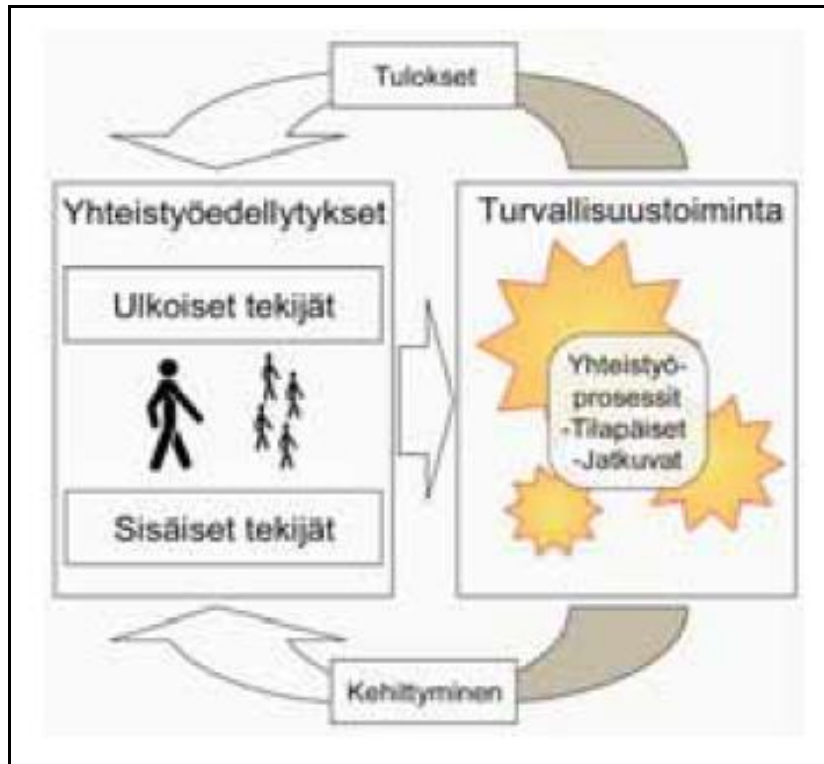 Tulokset
Yhteistyöedellytykset
Ulkoiset tekijät
Sisäiset tekijät
Turvallisuustoiminta
Yhteistyö-
prosessit
-Tilapäiset
-Jatkuvat
Kehittyminen